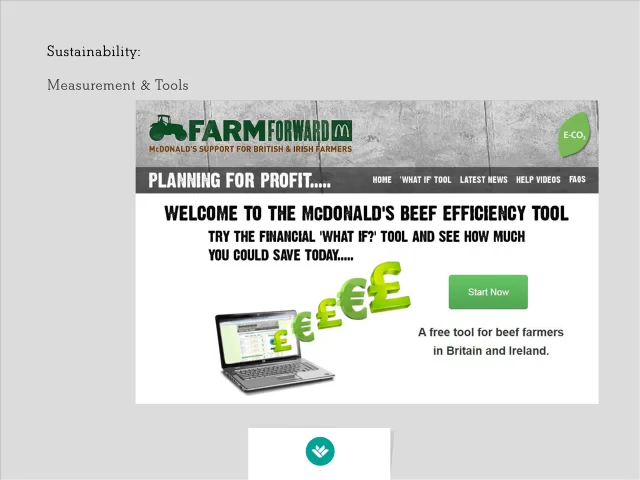 Sustainability:
Measurement & Tools
FARMFORWARD
McDONALD'S SUPPORT FOR BRITISH & IRISH FARMERS
E-CO₂
PLANNING FOR PROFIT.....
HOME 'WHAT IF' TOOL LATEST NEWS HELP VIDEOS FAQS
WELCOME TO THE McDONALD'S BEEF EFFICIENCY TOOL
TRY THE FINANCIAL 'WHAT IF?' TOOL AND SEE HOW MUCH
YOU COULD SAVE TODAY.....
£€£€£
Start Now
A free tool for beef farmers
in Britain and Ireland.